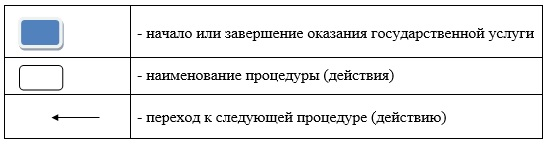 - начало или завершение оказания государственной услуги
- наименование процедуры (действия)
- переход к следующей процедуре (действию)